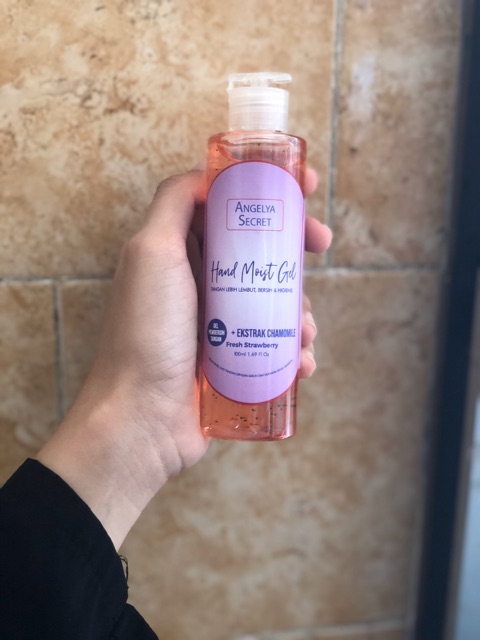 ANGELYA
SECRET
Hand Moist Gel
TANGAN LEBIH LEMBUT, BERSIH & HIGIENIS
GEL
PEMBERSIH
TANGAN
+ EKSTRAK CHAMOMILE
Fresh Strawberry
100ml 1.69 Fl Oz